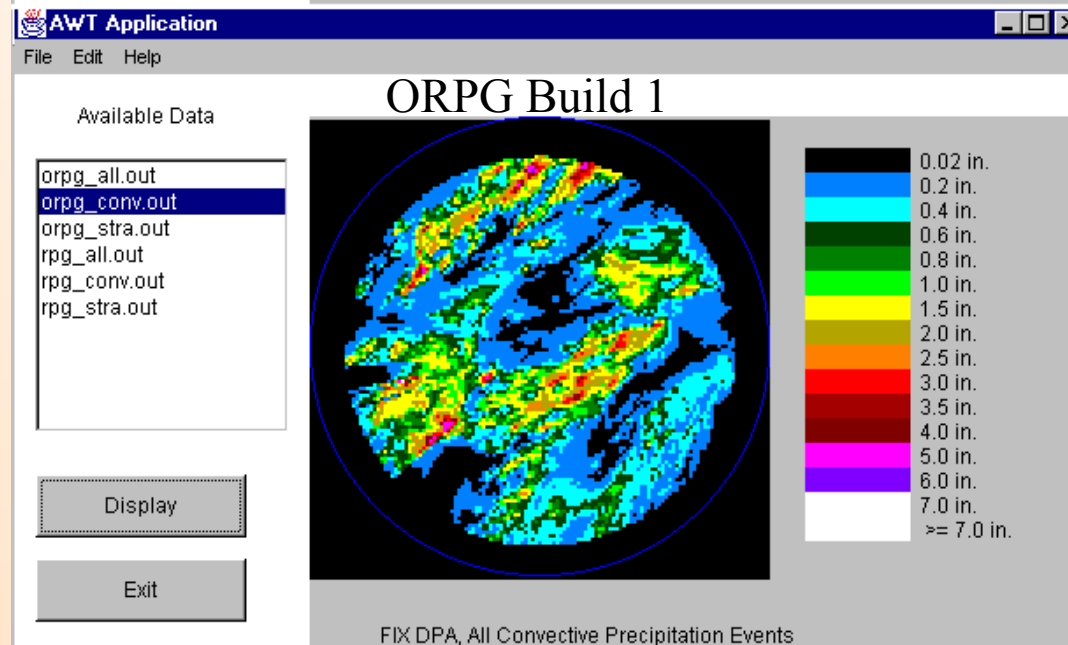 AWT Application
File Edit Help
ORPG Build 1
Available Data
orpg_all.out
orpg_conv.out
orpg_stra.out
rpg_all.out
rpg_conv.out
rpg_stra.out
Display
Exit
0.02 in.
0.2 in.
0.4 in.
0.6 in.
0.8 in.
1.0 in.
1.5 in.
2.0 in.
2.5 in.
3.0 in.
3.5 in.
4.0 in.
5.0 in.
6.0 in.
7.0 in.
>= 7.0 in.
FIX DPA, All Convective Precipitation Events